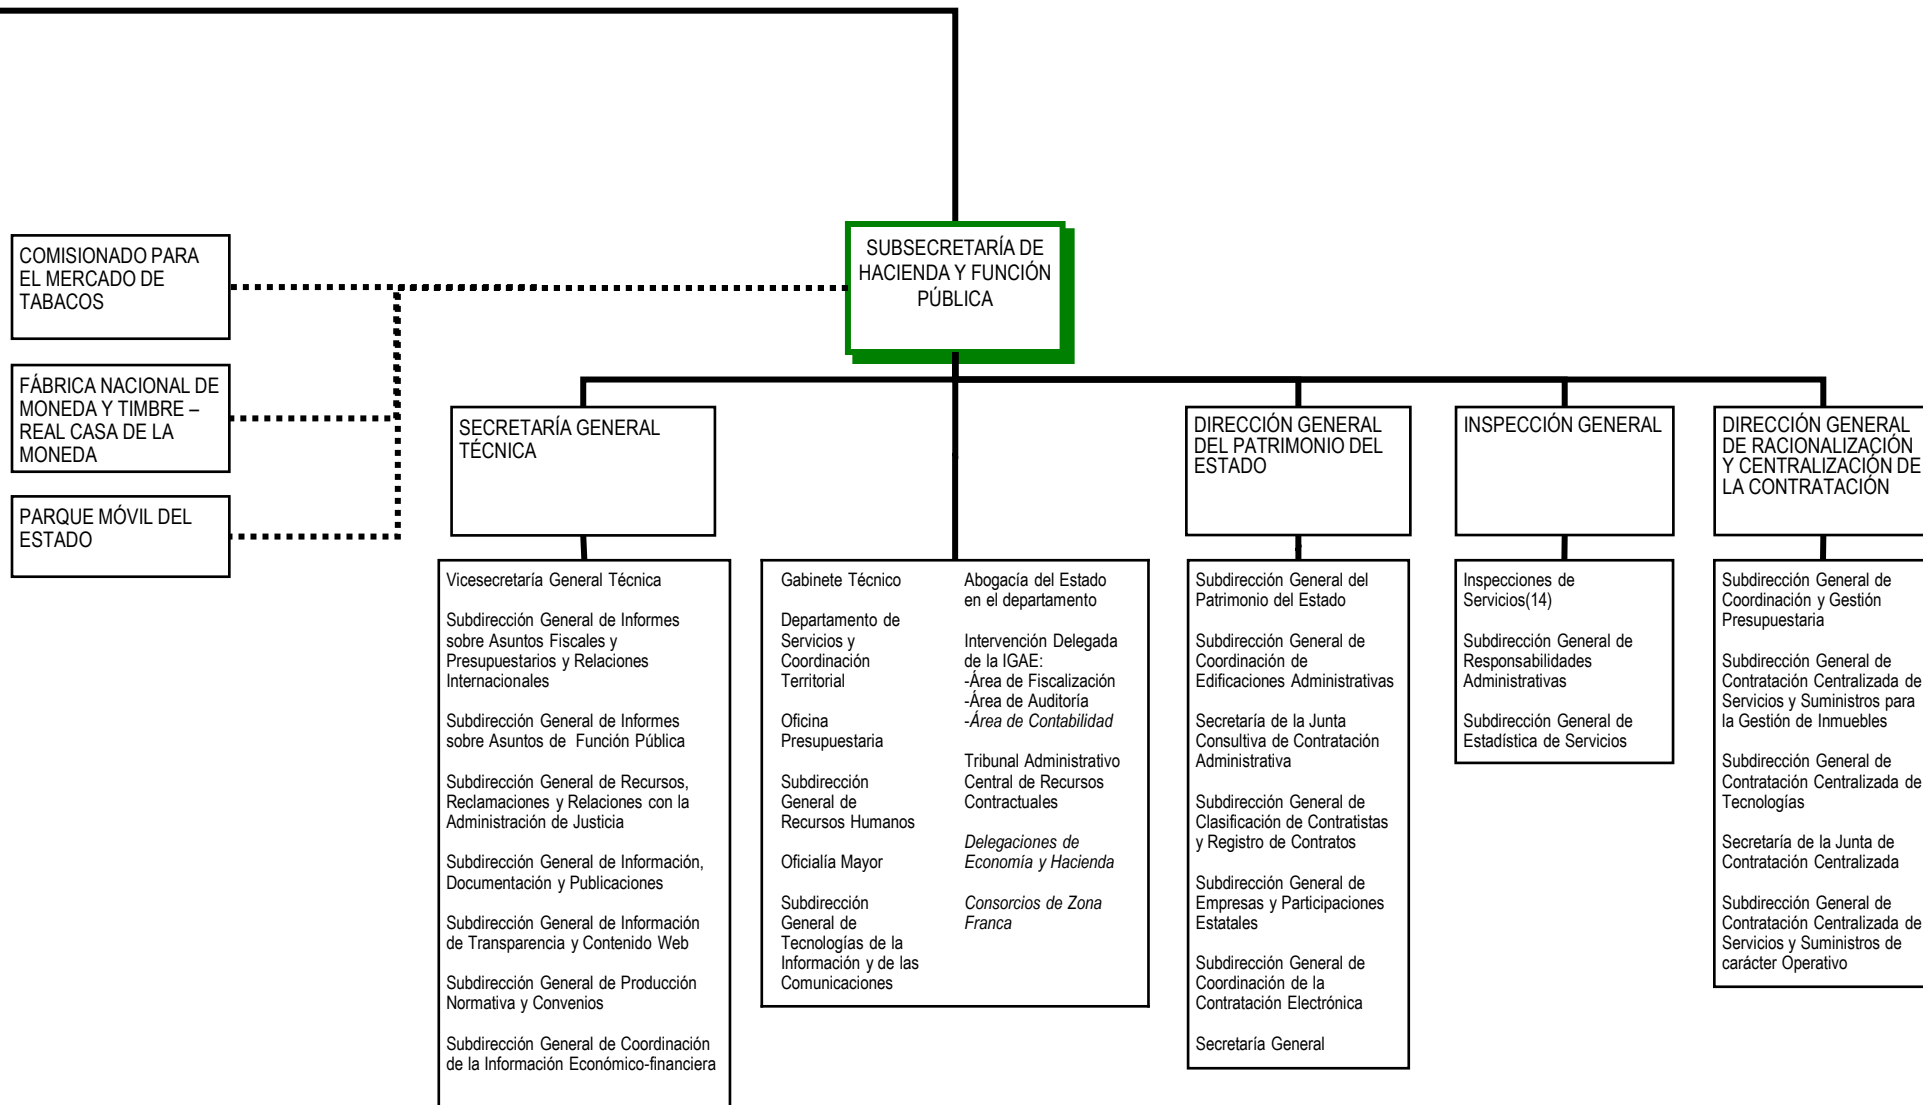 SUBSECRETARÍA DE
HACIENDA Y FUNCIÓN
PÚBLICA
COMISIONADO PARA
EL MERCADO DE
TABACOS
FÁBRICA NACIONAL DE
MONEDA Y TIMBRE –
REAL CASA DE LA
MONEDA
PARQUE MÓVIL DEL
ESTADO
SECRETARÍA GENERAL
TÉCNICA
Vicesecretaría General Técnica
Subdirección General de Informes
sobre Asuntos Fiscales y
Presupuestarios y Relaciones
Internacionales
Subdirección General de Informes
sobre Asuntos de Función Pública
Subdirección General de Recursos,
Reclamaciones y Relaciones con la
Administración de Justicia
Subdirección General de Información,
Documentación y Publicaciones
Subdirección General de Información
de Transparencia y Contenido Web
Subdirección General de Producción
Normativa y Convenios
Subdirección General de Coordinación
de la Información Económico-financiera
Gabinete Técnico
Departamento de
Servicios y
Coordinación
Territorial
Oficina
Presupuestaria
Subdirección
General de
Recursos Humanos
Oficialía Mayor
Subdirección
General de
Tecnologías de la
Información y de las
Comunicaciones
Abogacía del Estado
en el departamento
Intervención Delegada
de la IGAE:
-Área de Fiscalización
-Área de Auditoría
-Área de Contabilidad
Tribunal Administrativo
Central de Recursos
Contractuales
Delegaciones de
Economía y Hacienda
Consorcios de Zona
Franca
DIRECCIÓN GENERAL
DEL PATRIMONIO DEL
ESTADO
Subdirección General del
Patrimonio del Estado
Subdirección General de
Coordinación de
Edificaciones Administrativas
Secretaría de la Junta
Consultiva de Contratación
Administrativa
Subdirección General de
Clasificación de Contratistas
y Registro de Contratos
Subdirección General de
Empresas y Participaciones
Estatales
Subdirección General de
Coordinación de la
Contratación Electrónica
Secretaría General
INSPECCIÓN GENERAL
Inspecciones de
Servicios(14)
Subdirección General de
Responsabilidades
Administrativas
Subdirección General de
Estadística de Servicios
DIRECCIÓN GENERAL
DE RACIONALIZACIÓN
Y CENTRALIZACIÓN DE
LA CONTRATACIÓN
Subdirección General de
Coordinación y Gestión
Presupuestaria
Subdirección General de
Contratación Centralizada de
Servicios y Suministros para
la Gestión de Inmuebles
Subdirección General de
Contratación Centralizada de
Tecnologías
Secretaría de la Junta de
Contratación Centralizada
Subdirección General de
Contratación Centralizada de
Servicios y Suministros de
carácter Operativo